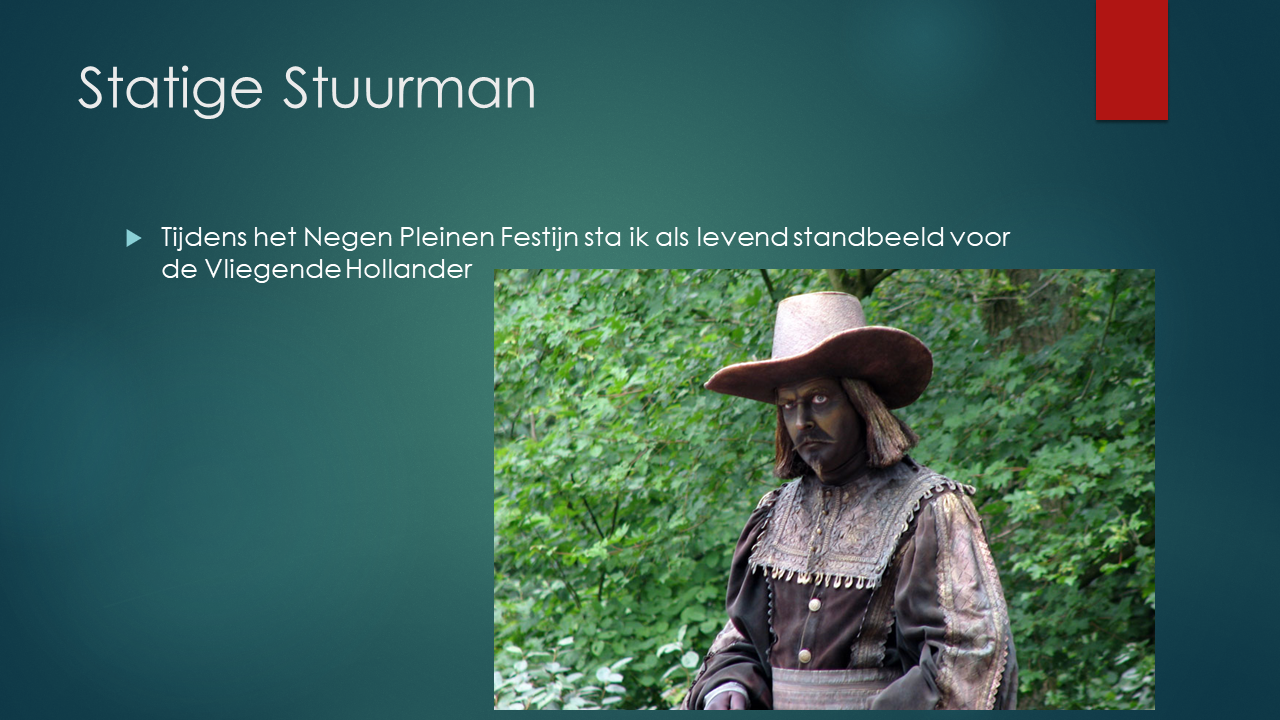 Statige Stuurman
Tijdens het Negen Pleinen Festijn sta ik als levend standbeeld voor
de Vliegende Hollander